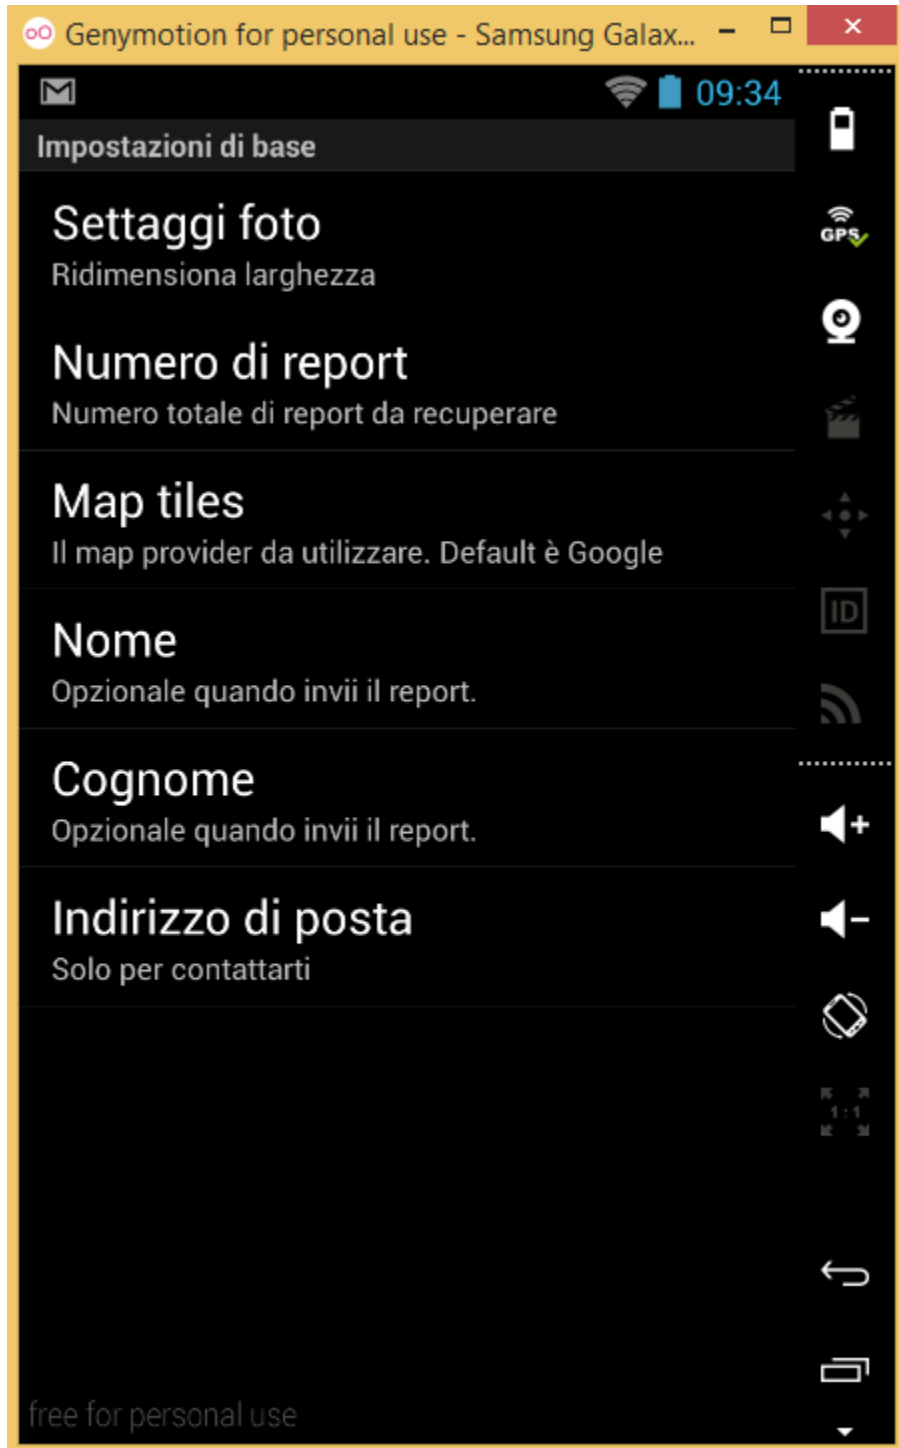 Genymotion for personal use - Samsung Galax...
09:34
Impostazioni di base
Settaggi foto
Ridimensiona larghezza
GPS
Numero di report
Numero totale di report da recuperare
Map tiles
Il map provider da utilizzare. Default è Google
ID
Nome
Opzionale quando invii il report.
Cognome
Opzionale quando invii il report.
Indirizzo di posta
Solo per contattarti
1:1
free for personal use